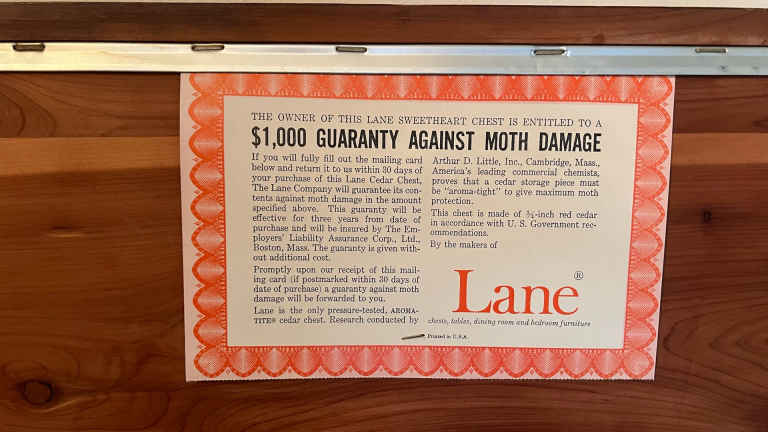 THE OWNER OF THIS LANE SWEETHEART CHEST IS ENTITLED TO A
$1,000 GUARANTY AGAINST MOTH DAMAGE
If you will fully fill out the mailing card
below and return it to us within 30 days of
your purchase of this Lane Cedar Chest,
The Lane Company will guarantee its con-
tents against moth damage in the amount
specified above. This guaranty will be
effective for three years from date of
purchase and will be insured by The Em-
ployers' Liability Assurance Corp., Ltd.,
Boston, Mass. The guaranty is given with-
out additional cost.
Promptly upon our receipt of this mail-
ing card (if postmarked within 30 days of
date of purchase) a guaranty against moth
damage will be forwarded to you.
Lane is the only pressure-tested, AROMA-
TITE® cedar chest. Research conducted by
Arthur D. Little, Inc., Cambridge, Mass.,
America's leading commercial chemists,
proves that a cedar storage piece must
be "aroma-tight" to give maximum moth
protection.
This chest is made of ¾-inch red cedar
in accordance with U. S. Government rec-
ommendations.
By the makers of
Lane®
chests, tables, dining room and bedroom furniture
Printed in U.S.A.